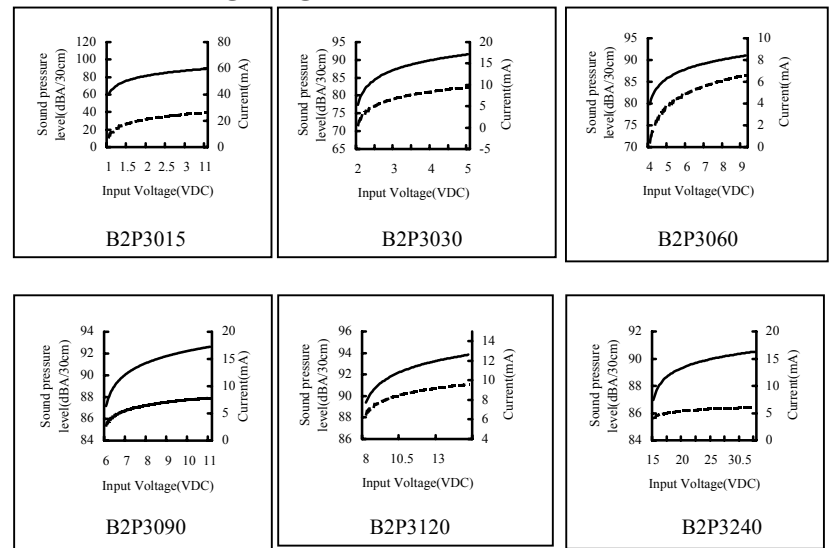 120
100
80
60
40
20
0
80
60
40
20
0
Sound pressure
level(dBA/30cm)
Current(mA)
1 1.5 2 2.5 3 11
Input Voltage(VDC)
B2P3015
95
90
85
80
75
70
65
20
15
10
5
0
-5
Sound pressure
level(dBA/30cm)
Current(mA)
2 3 4 5
Input Voltage(VDC)
B2P3030
95
90
85
80
75
70
10
8
6
4
2
0
Sound pressure
level(dBA/30cm)
Current(mA)
4 5 6 7 8 9
Input Voltage(VDC)
B2P3060
94
92
90
88
86
84
20
15
10
5
0
Sound pressure
level(dBA/30cm)
Current(mA)
6 7 8 9 10 11
Input Voltage(VDC)
B2P3090
96
94
92
90
88
86
14
12
10
8
6
4
Sound pressure
level(dBA/30cm)
Current(mA)
8 10.5 13
Input Voltage(VDC)
B2P3120
92
90
88
86
84
20
15
10
5
0
Sound pressure
level(dBA/30cm)
Current(mA)
15 20 25 30.5
Input Voltage(VDC)
B2P3240